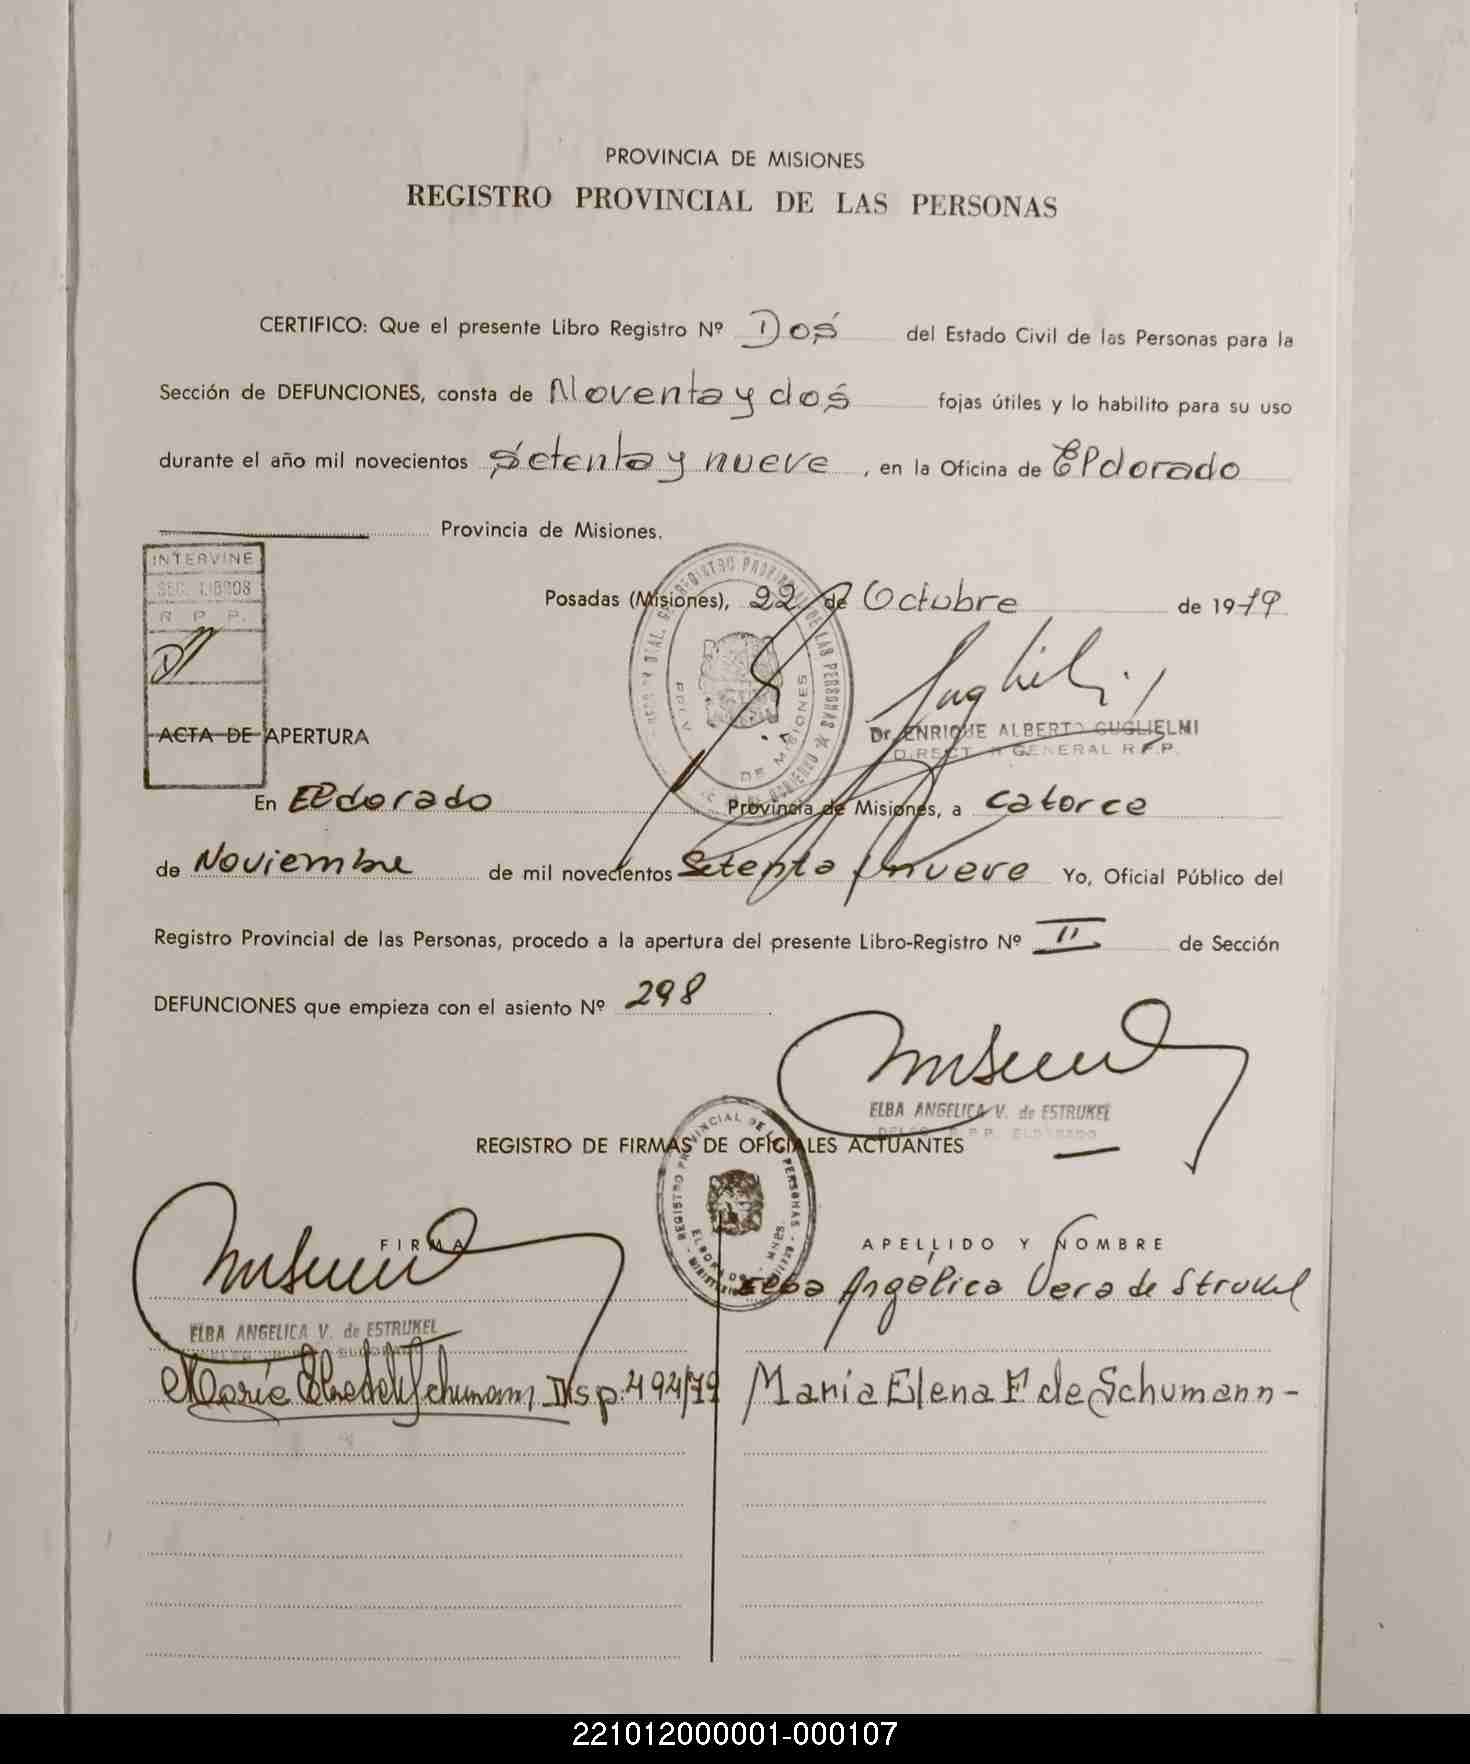 PROVINCIA DE MISIONES
REGISTRO PROVINCIAL DE LAS PERSONAS
CERTIFICO: Que el presente Libro Registro Nº Dos del Estado Civil de las Personas para la
Sección de DEFUNCIONES, consta de Noventa y dos fojas útiles y lo habilito para su uso
durante el año mil novecientos setenta y nueve, en la Oficina de Eldorado
Provincia de Misiones.
INTERVINE
SEC. LIBROS
R P P.
Posadas (Misiones), 22 de Octubre de 1979
Dr. ENRIQUE ALBERTO GUGLIELMI
DIRECTOR GENERAL R.P.P.
ACTA DE APERTURA
En Eldorado Provincia de Misiones, a catorce
de Noviembre de mil novecientos Setenta y nueve Yo, Oficial Público del
Registro Provincial de las Personas, procedo a la apertura del presente Libro-Registro Nº II de Sección
DEFUNCIONES que empieza con el asiento Nº 298
ELBA ANGELICA V. de ESTRUKEL
REGISTRO DE FIRMAS DE OFICIALES ACTUANTES
FIRMA APELLIDO Y NOMBRE
Elba Angélica Vera de Strukel
ELBA ANGELICA V. de ESTRUKEL
Disp. 494/79 Maria Elena F de Schumann-
221012000001-000107